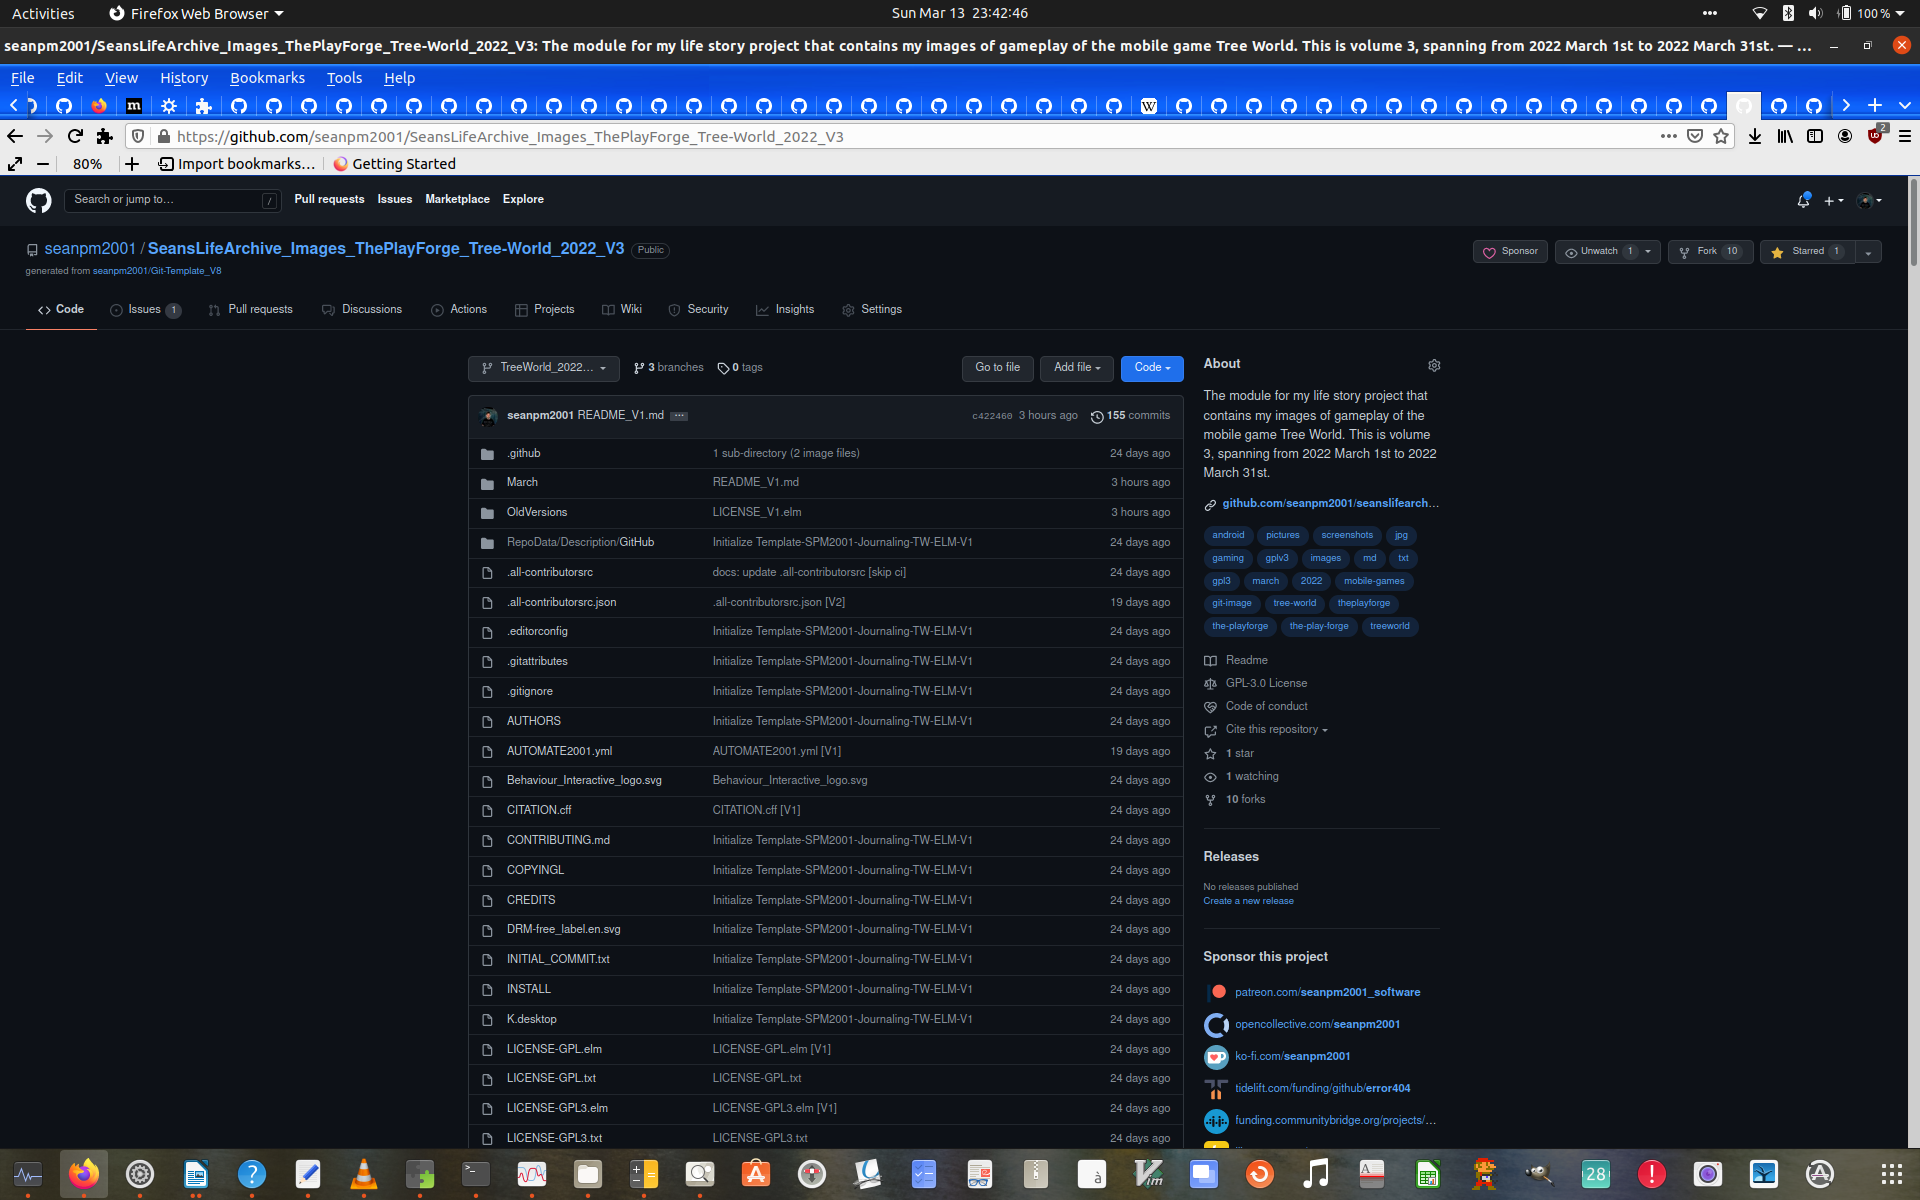 Activities
Firefox Web Browser
Sun Mar 13  23:42:46
100 %
seanpm2001/SeansLifeArchive_Images_ThePlayForge_Tree-World_2022_V3: The module for my life story project that contains my images of gameplay of the mobile game Tree World. This is volume 3, spanning from 2022 March 1st to 2022 March 31st. — ...
File Edit View History Bookmarks Tools Help
https://github.com/seanpm2001/SeansLifeArchive_Images_ThePlayForge_Tree-World_2022_V3
2
80%
Import bookmarks...
Getting Started
Search or jump to...
/
Pull requests Issues Marketplace Explore
seanpm2001 / SeansLifeArchive_Images_ThePlayForge_Tree-World_2022_V3 Public
Sponsor
Unwatch 1
Fork 10
Starred 1
generated from seanpm2001/Git-Template_V8
Code
Issues 1
Pull requests
Discussions
Actions
Projects
Wiki
Security
Insights
Settings
TreeWorld_2022...
3 branches
0 tags
Go to file
Add file
Code
seanpm2001 README_V1.md ...
c422460 3 hours ago 155 commits
.github 1 sub-directory (2 image files) 24 days ago
March README_V1.md 3 hours ago
OldVersions LICENSE_V1.elm 3 hours ago
RepoData/Description/GitHub Initialize Template-SPM2001-Journaling-TW-ELM-V1 24 days ago
.all-contributorsrc docs: update .all-contributorsrc [skip ci] 24 days ago
.all-contributorsrc.json .all-contributorsrc.json [V2] 19 days ago
.editorconfig Initialize Template-SPM2001-Journaling-TW-ELM-V1 24 days ago
.gitattributes Initialize Template-SPM2001-Journaling-TW-ELM-V1 24 days ago
.gitignore Initialize Template-SPM2001-Journaling-TW-ELM-V1 24 days ago
AUTHORS Initialize Template-SPM2001-Journaling-TW-ELM-V1 24 days ago
AUTOMATE2001.yml AUTOMATE2001.yml [V1] 19 days ago
Behaviour_Interactive_logo.svg Behaviour_Interactive_logo.svg 24 days ago
CITATION.cff CITATION.cff [V1] 24 days ago
CONTRIBUTING.md Initialize Template-SPM2001-Journaling-TW-ELM-V1 24 days ago
COPYINGL Initialize Template-SPM2001-Journaling-TW-ELM-V1 24 days ago
CREDITS Initialize Template-SPM2001-Journaling-TW-ELM-V1 24 days ago
DRM-free_label.en.svg Initialize Template-SPM2001-Journaling-TW-ELM-V1 24 days ago
INITIAL_COMMIT.txt Initialize Template-SPM2001-Journaling-TW-ELM-V1 24 days ago
INSTALL Initialize Template-SPM2001-Journaling-TW-ELM-V1 24 days ago
K.desktop Initialize Template-SPM2001-Journaling-TW-ELM-V1 24 days ago
LICENSE-GPL.elm LICENSE-GPL.elm [V1] 24 days ago
LICENSE-GPL.txt LICENSE-GPL.txt 24 days ago
LICENSE-GPL3.elm LICENSE-GPL3.elm [V1] 24 days ago
LICENSE-GPL3.txt LICENSE-GPL3.txt 24 days ago
About
The module for my life story project that
contains my images of gameplay of the
mobile game Tree World. This is volume
3, spanning from 2022 March 1st to 2022
March 31st.
github.com/seanpm2001/seanslifearch...
android pictures screenshots jpg
gaming gplv3 images md txt
gpl3 march 2022 mobile-games
git-image tree-world theplayforge
the-playforge the-play-forge treeworld
Readme
GPL-3.0 License
Code of conduct
Cite this repository
1 star
1 watching
10 forks
Releases
No releases published
Create a new release
Sponsor this project
patreon.com/seanpm2001_software
opencollective.com/seanpm2001
ko-fi.com/seanpm2001
tidelift.com/funding/github/error404
funding.communitybridge.org/projects/...
28